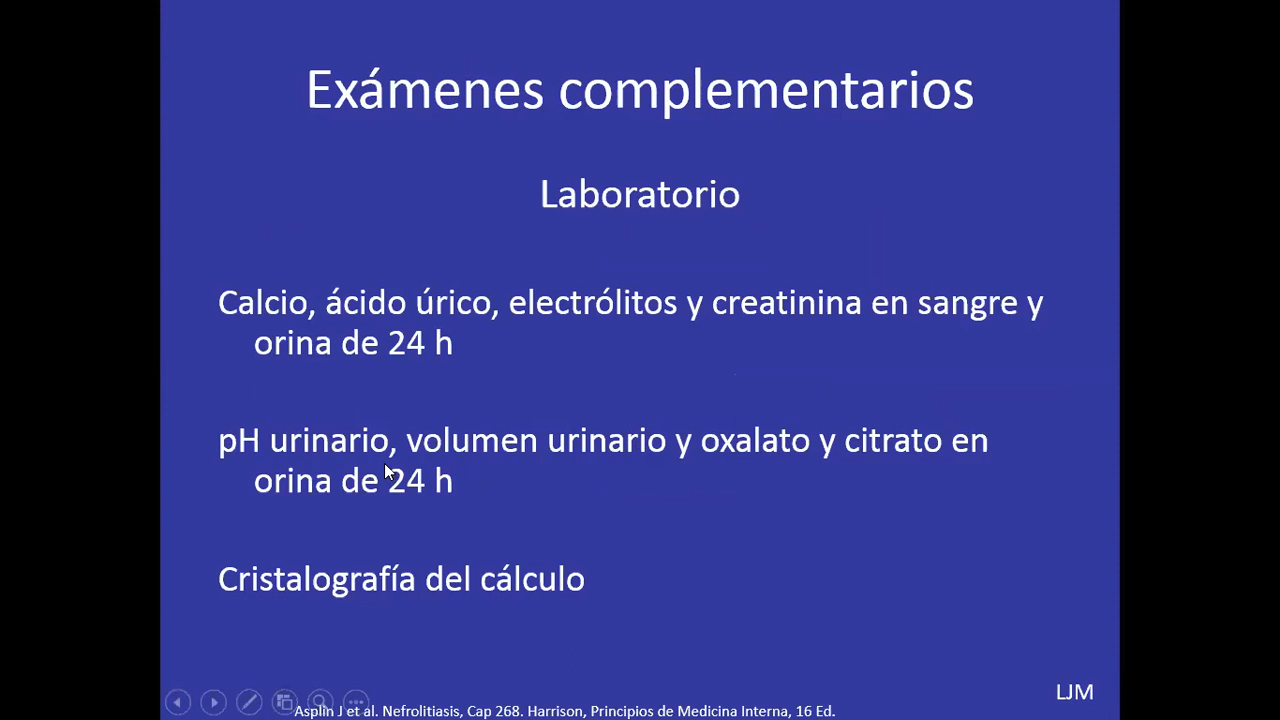 Exámenes complementarios
Laboratorio
Calcio, ácido úrico, electrólitos y creatinina en sangre y
orina de 24 h
pH urinario, volumen urinario y oxalato y citrato en
orina de 24 h
Cristalografía del cálculo
LJM
Asplin J et al. Nefrolitiasis, Cap 268. Harrison, Principios de Medicina Interna, 16 Ed.